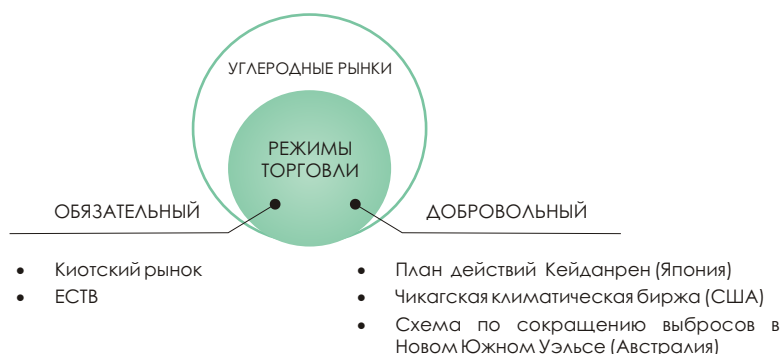 УГЛЕРОДНЫЕ РЫНКИ
РЕЖИМЫ
ТОРГОВЛИ
ОБЯЗАТЕЛЬНЫЙ
• Киотский рынок
• ЕСТВ
ДОБРОВОЛЬНЫЙ
• План действий Кейданрен (Япония)
• Чикагская климатическая биржа (США)
• Схема по сокращению выбросов в
Новом Южном Уэльсе (Австралия)